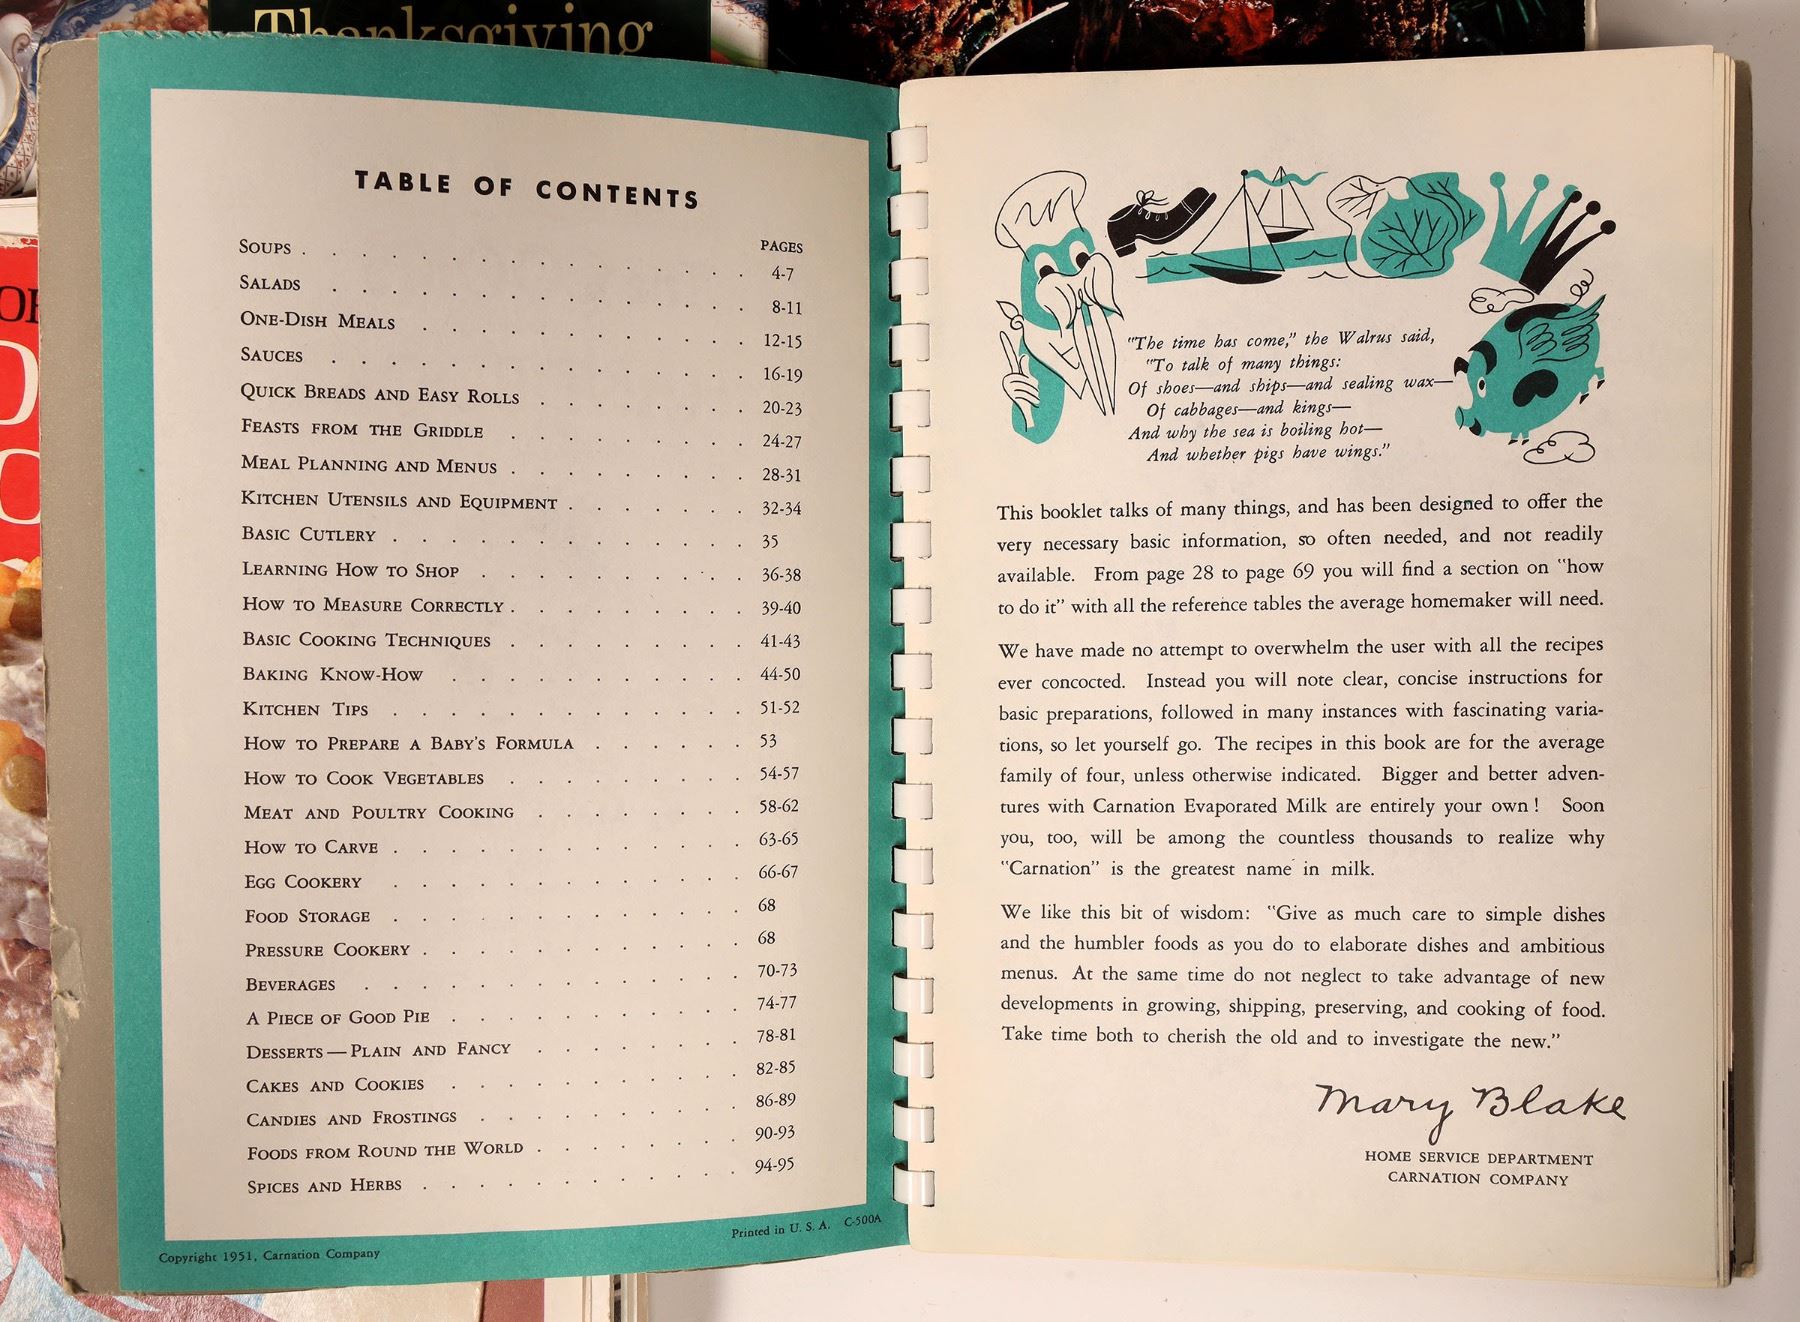 Thanksgiving
TABLE OF CONTENTS
PAGES
SOUPS . . . 4-7
SALADS . . . 8-11
ONE-DISH MEALS . . . 12-15
SAUCES . . . 16-19
QUICK BREADS AND EASY ROLLS . . . 20-23
FEASTS FROM THE GRIDDLE . . . 24-27
MEAL PLANNING AND MENUS . . . 28-31
KITCHEN UTENSILS AND EQUIPMENT . . . 32-34
BASIC CUTLERY . . . 35
LEARNING HOW TO SHOP . . . 36-38
HOW TO MEASURE CORRECTLY . . . 39-40
BASIC COOKING TECHNIQUES . . . 41-43
BAKING KNOW-HOW . . . 44-50
KITCHEN TIPS . . . 51-52
HOW TO PREPARE A BABY'S FORMULA . . . 53
HOW TO COOK VEGETABLES . . . 54-57
MEAT AND POULTRY COOKING . . . 58-62
HOW TO CARVE . . . 63-65
EGG COOKERY . . . 66-67
FOOD STORAGE . . . 68
PRESSURE COOKERY . . . 68
BEVERAGES . . . 70-73
A PIECE OF GOOD PIE . . . 74-77
DESSERTS—PLAIN AND FANCY . . . 78-81
CAKES AND COOKIES . . . 82-85
CANDIES AND FROSTINGS . . . 86-89
FOODS FROM ROUND THE WORLD . . . 90-93
SPICES AND HERBS . . . 94-95
Copyright 1951, Carnation Company
Printed in U. S. A. C-500A
"The time has come," the Walrus said,
"To talk of many things:
Of shoes—and ships—and sealing wax—
Of cabbages—and kings—
And why the sea is boiling hot—
And whether pigs have wings."
This booklet talks of many things, and has been designed to offer the
very necessary basic information, so often needed, and not readily
available. From page 28 to page 69 you will find a section on "how
to do it" with all the reference tables the average homemaker will need.
We have made no attempt to overwhelm the user with all the recipes
ever concocted. Instead you will note clear, concise instructions for
basic preparations, followed in many instances with fascinating varia-
tions, so let yourself go. The recipes in this book are for the average
family of four, unless otherwise indicated. Bigger and better adven-
tures with Carnation Evaporated Milk are entirely your own! Soon
you, too, will be among the countless thousands to realize why
"Carnation" is the greatest name in milk.
We like this bit of wisdom: "Give as much care to simple dishes
and the humbler foods as you do to elaborate dishes and ambitious
menus. At the same time do not neglect to take advantage of new
developments in growing, shipping, preserving, and cooking of food.
Take time both to cherish the old and to investigate the new."
Mary Blake
HOME SERVICE DEPARTMENT
CARNATION COMPANY